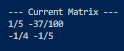 --- Current Matrix ---
1/5 -37/100
-1/4 -1/5